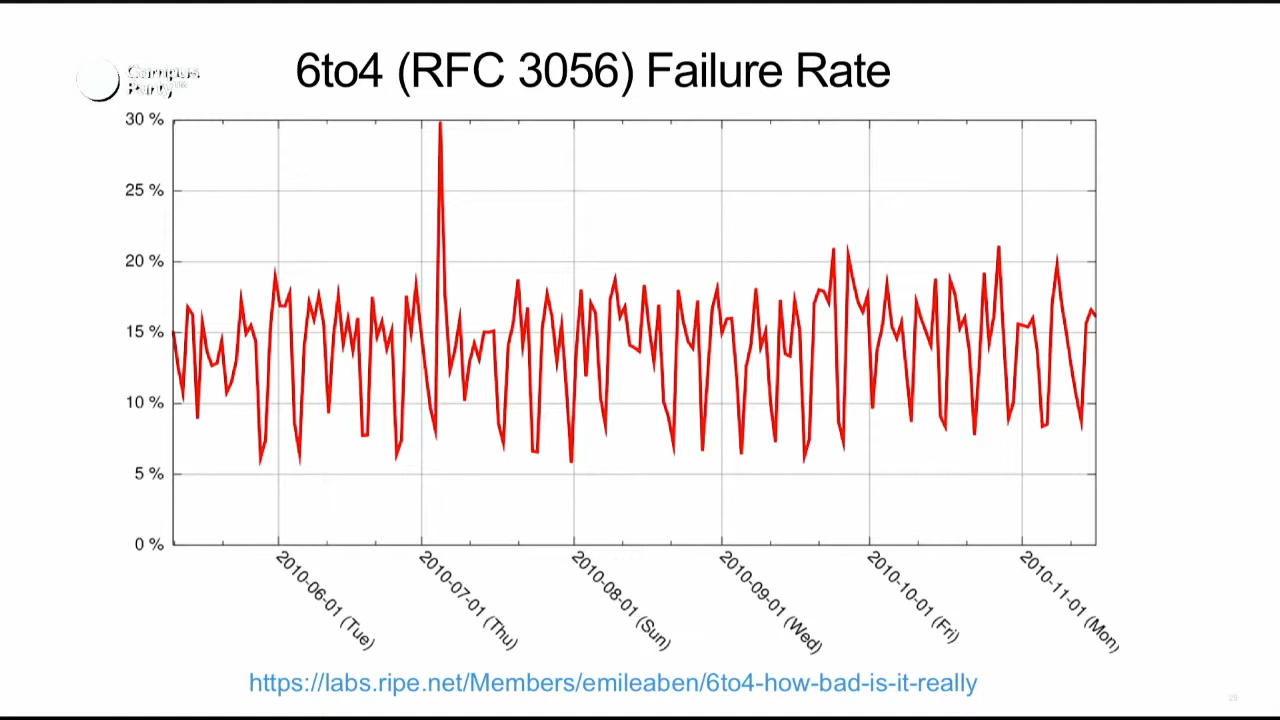 6to4 (RFC 3056) Failure Rate
Campus
Party
30 %
25 %
20 %
15 %
10 %
5 %
0 %
2010-06-01 (Tue)
2010-07-01 (Thu)
2010-08-01 (Sun)
2010-09-01 (Wed)
2010-10-01 (Fri)
2010-11-01 (Mon)
https://labs.ripe.net/Members/emileaben/6to4-how-bad-is-it-really